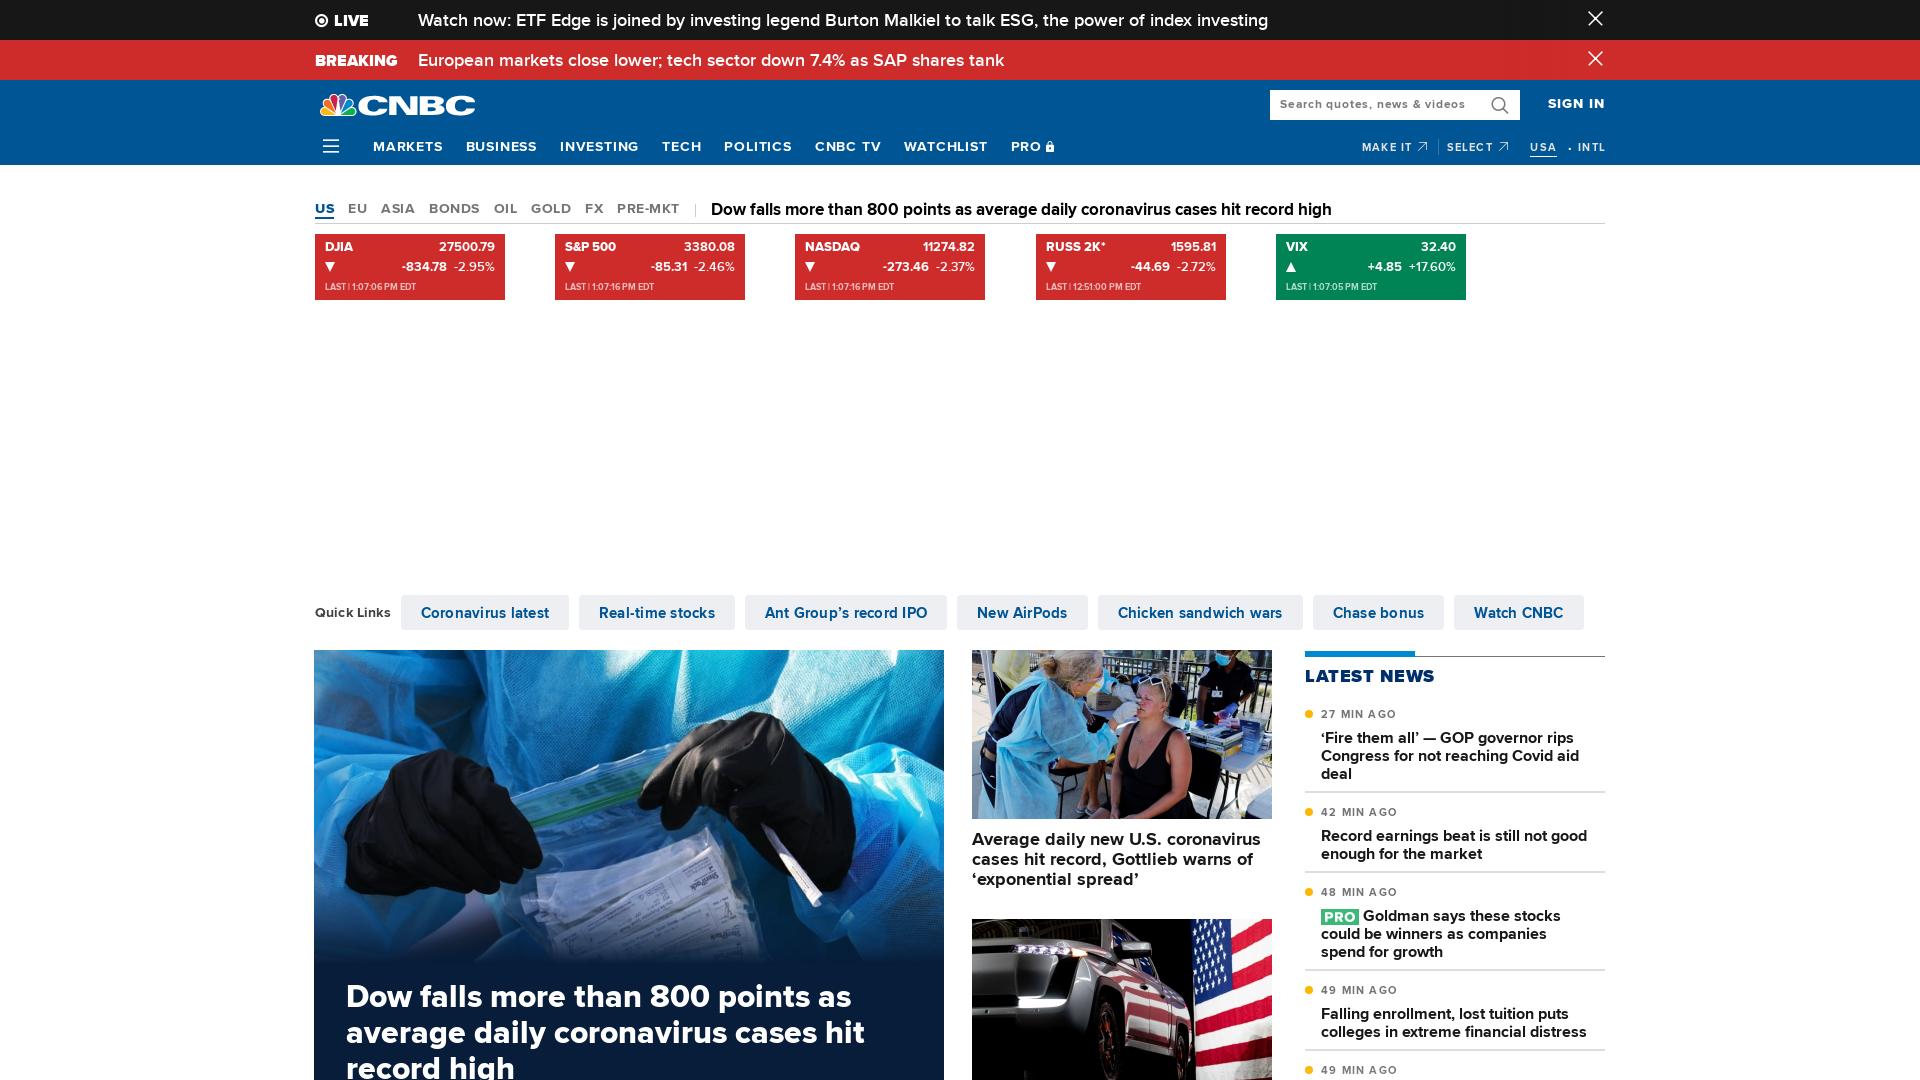 LIVE Watch now: ETF Edge is joined by investing legend Burton Malkiel to talk ESG, the power of index investing
BREAKING European markets close lower; tech sector down 7.4% as SAP shares tank
CNBC
Search quotes, news & videos
SIGN IN
MARKETS BUSINESS INVESTING TECH POLITICS CNBC TV WATCHLIST PRO
MAKE IT SELECT USA • INTL
US EU ASIA BONDS OIL GOLD FX PRE-MKT
Dow falls more than 800 points as average daily coronavirus cases hit record high
DJIA 27500.79
-834.78 -2.95%
LAST | 1:07:06 PM EDT
S&P 500 3380.08
-85.31 -2.46%
LAST | 1:07:16 PM EDT
NASDAQ 11274.82
-273.46 -2.37%
LAST | 1:07:16 PM EDT
RUSS 2K* 1595.81
-44.69 -2.72%
LAST | 12:51:00 PM EDT
VIX 32.40
+4.85 +17.60%
LAST | 1:07:05 PM EDT
Quick Links
Coronavirus latest
Real-time stocks
Ant Group’s record IPO
New AirPods
Chicken sandwich wars
Chase bonus
Watch CNBC
Dow falls more than 800 points as
average daily coronavirus cases hit
record high
Average daily new U.S. coronavirus
cases hit record, Gottlieb warns of
‘exponential spread’
LATEST NEWS
27 MIN AGO
‘Fire them all’ — GOP governor rips
Congress for not reaching Covid aid
deal
42 MIN AGO
Record earnings beat is still not good
enough for the market
48 MIN AGO
PRO Goldman says these stocks
could be winners as companies
spend for growth
49 MIN AGO
Falling enrollment, lost tuition puts
colleges in extreme financial distress
49 MIN AGO